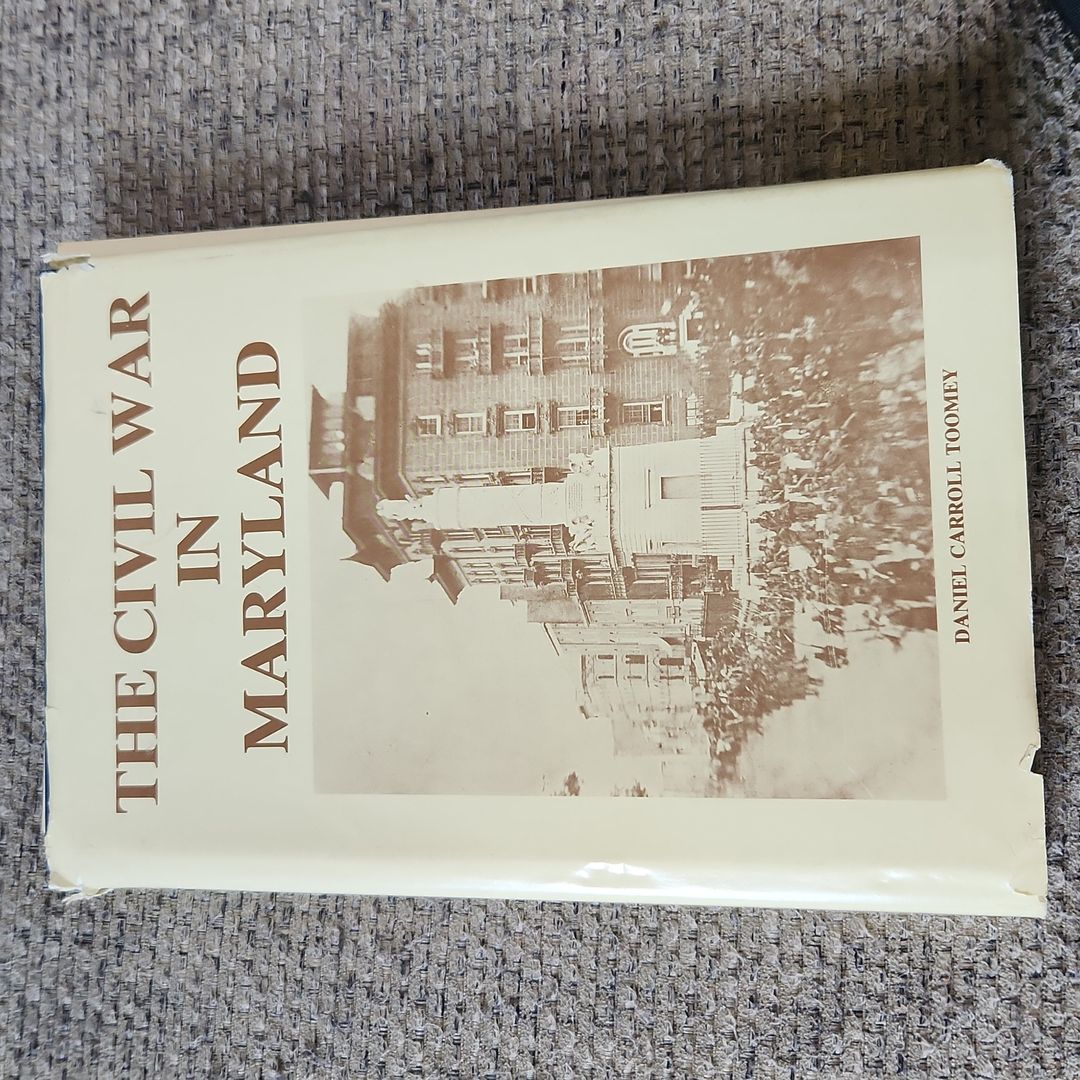 THE CIVIL WAR
IN
MARYLAND
DANIEL CARROLL TOOMEY